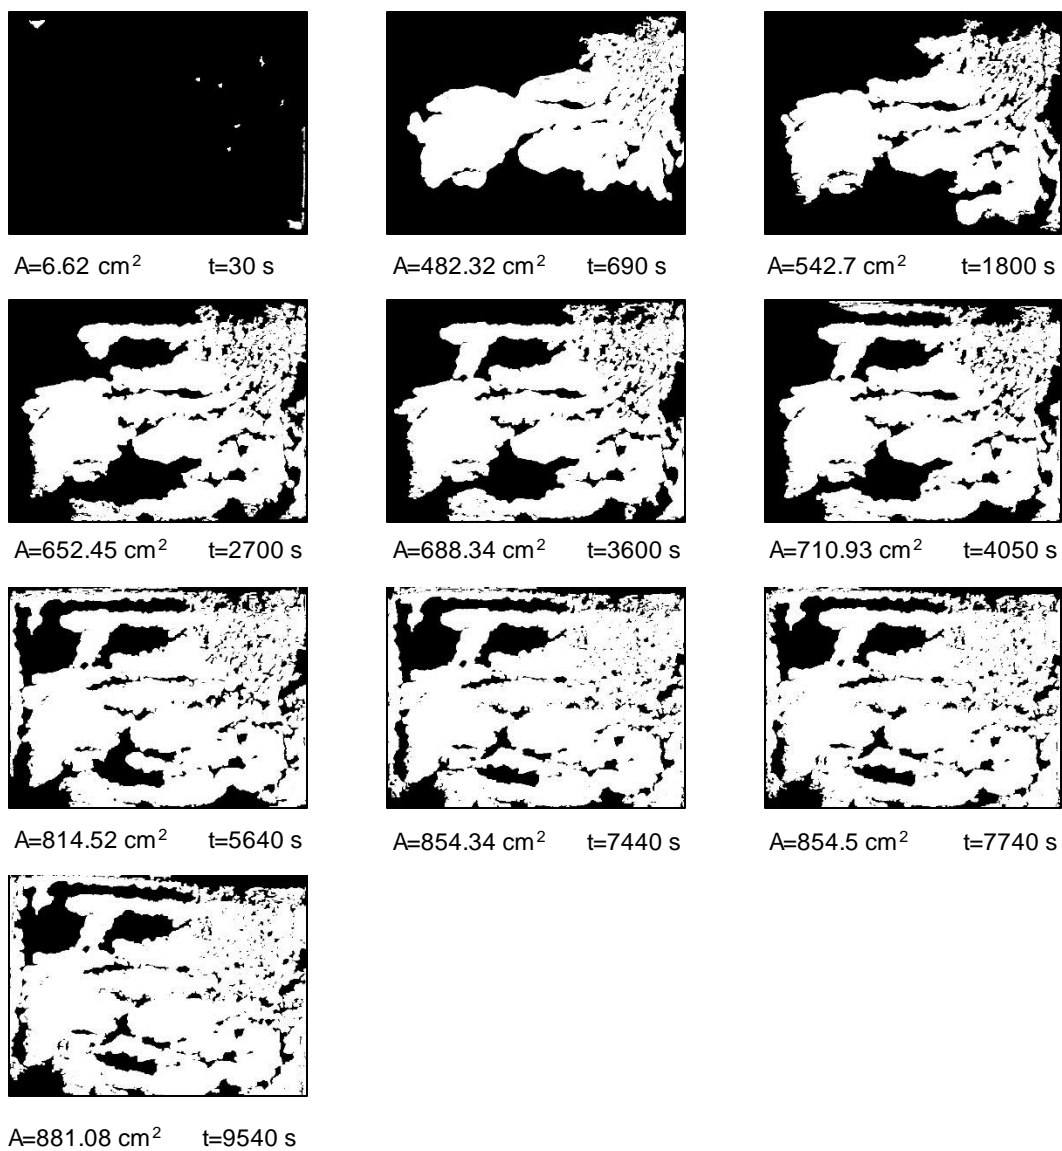 A=6.62 cm² t=30 s
A=482.32 cm² t=690 s
A=542.7 cm² t=1800 s
A=652.45 cm² t=2700 s
A=688.34 cm² t=3600 s
A=710.93 cm² t=4050 s
A=814.52 cm² t=5640 s
A=854.34 cm² t=7440 s
A=854.5 cm² t=7740 s
A=881.08 cm² t=9540 s